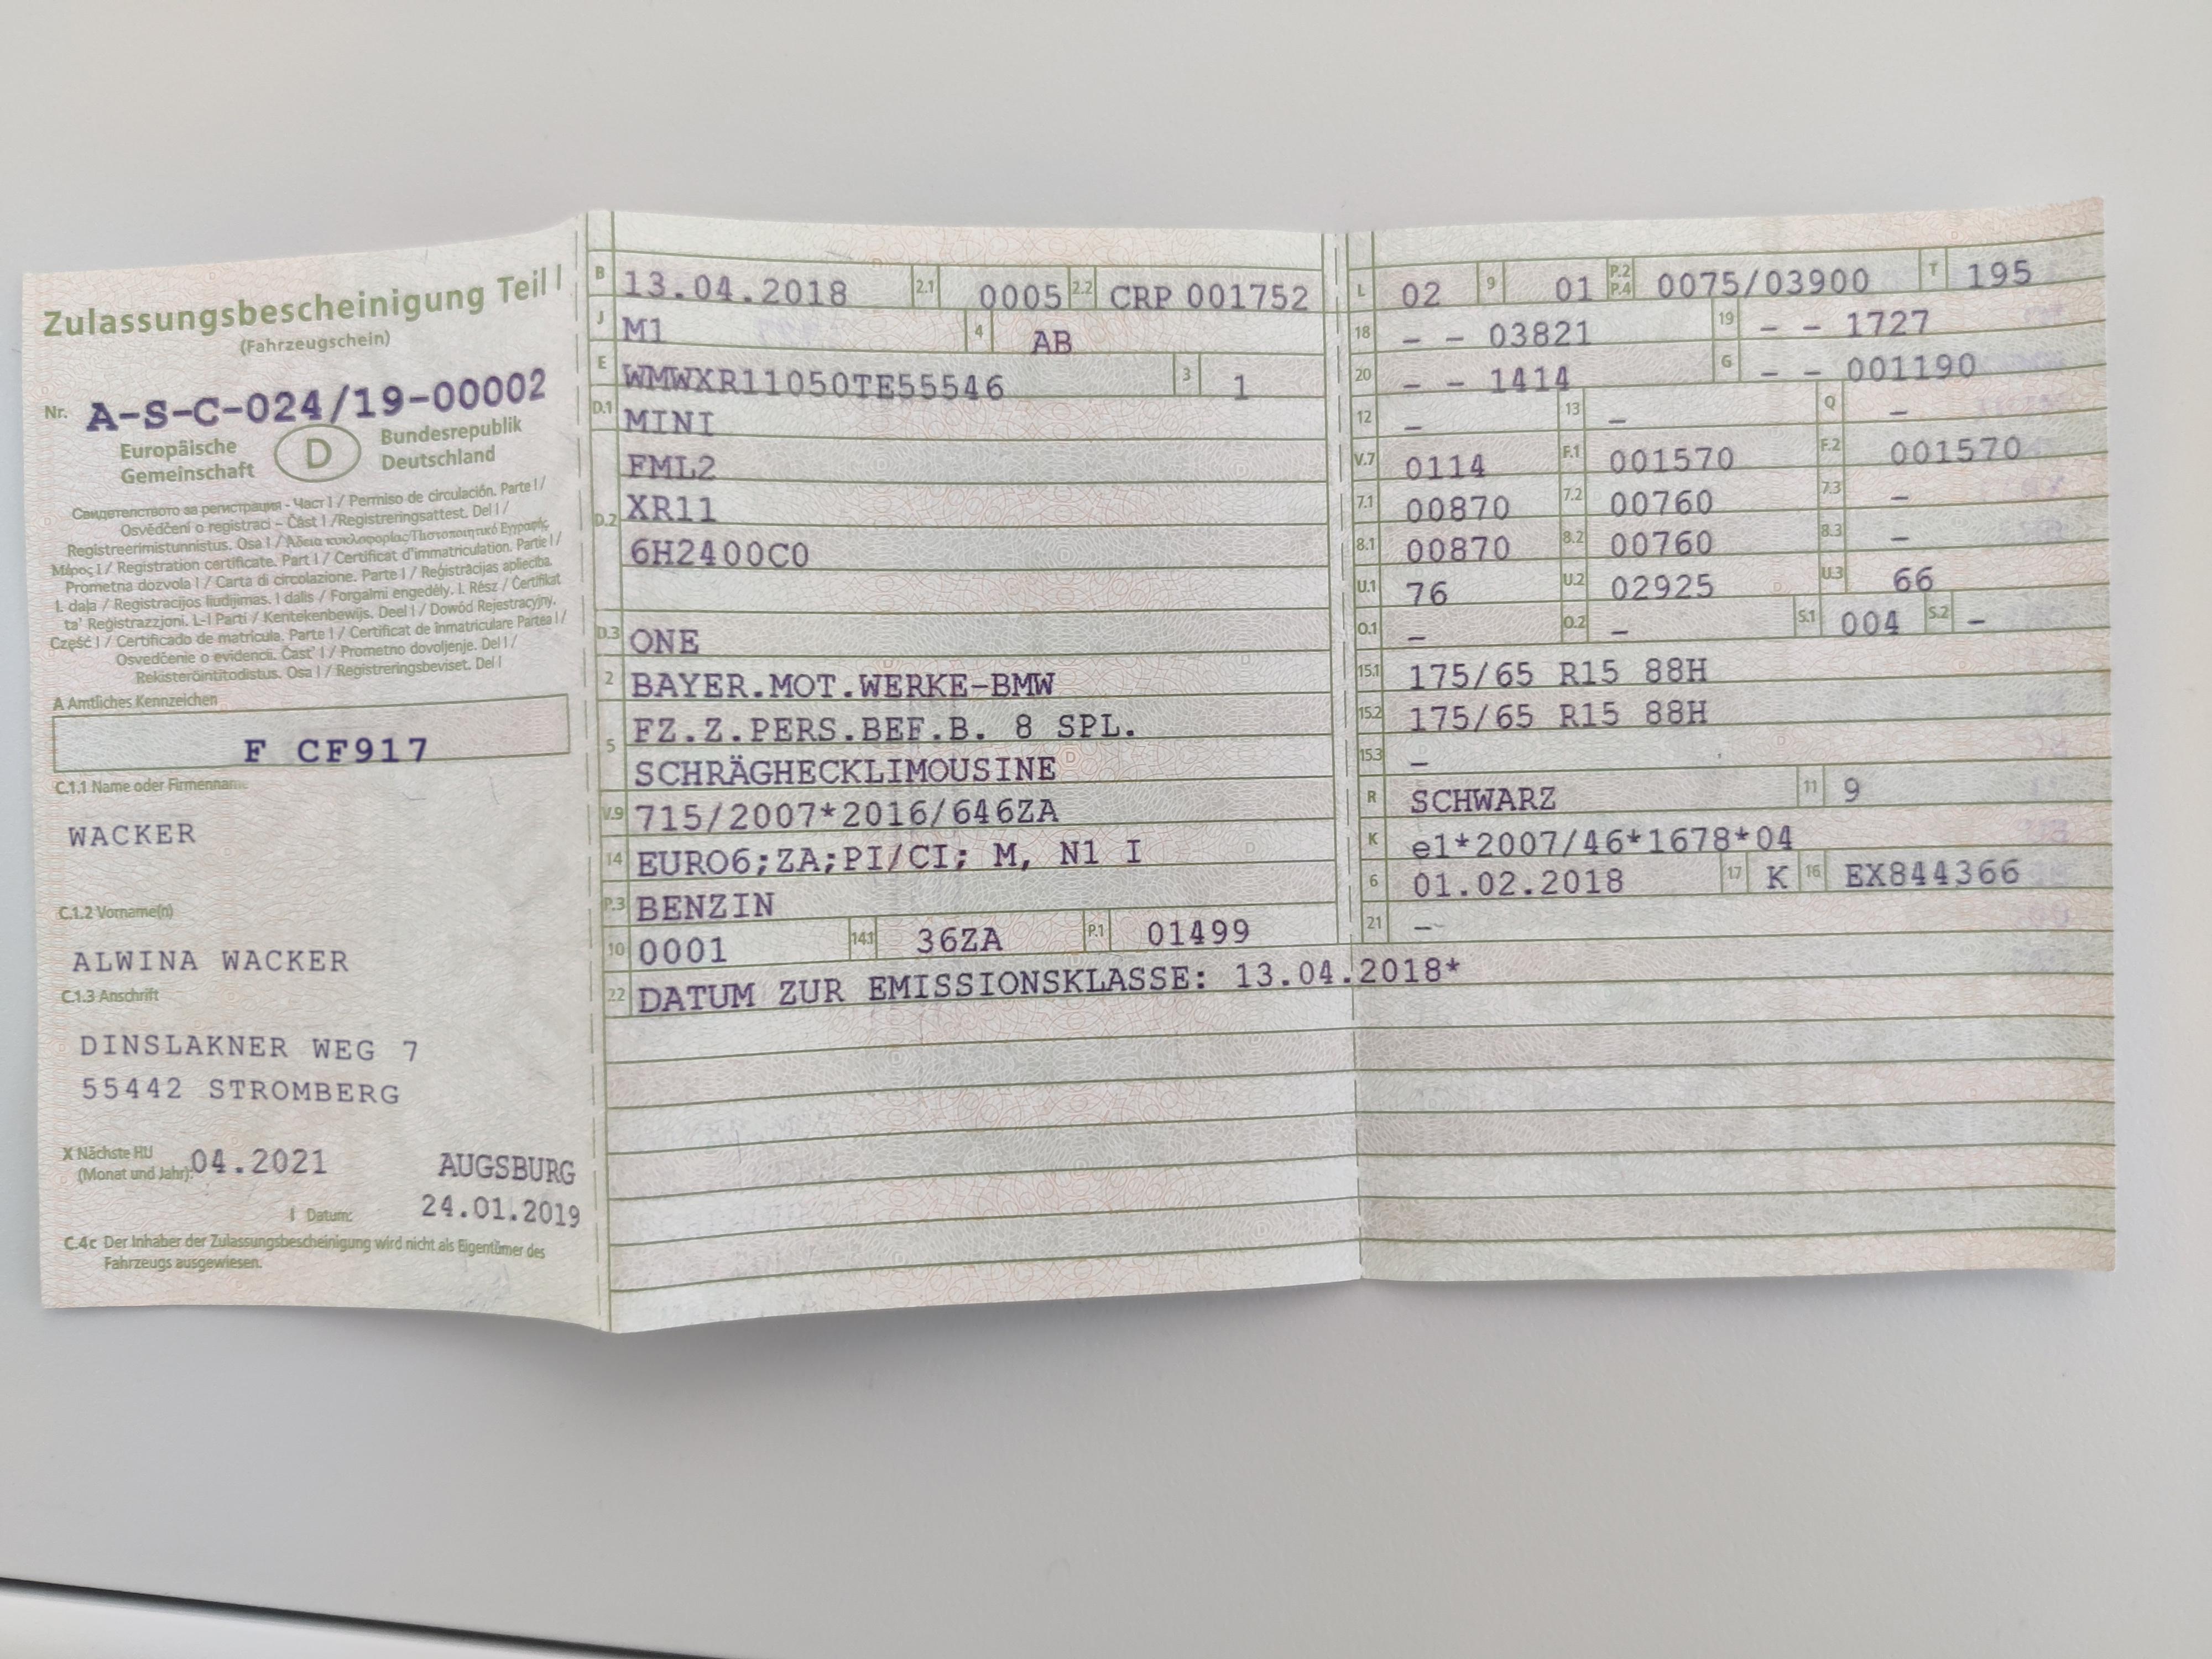 Zulassungsbescheinigung Teil I
(Fahrzeugschein)
Nr. A-S-C-024/19-00002
Europäische Gemeinschaft
D
Bundesrepublik Deutschland
Свидетелството за регистрация - Част I / Permiso de circulación. Parte I /
Osvědčení o registraci – Část I / Registreringsattest. Del I /
Registreerimistunnistus. Osa I / Άδεια κυκλοφορίας/Πιστοποιητικό Εγγραφής
Μέρος I / Registration certificate. Part I / Certificat d'immatriculation. Partie I /
Prometna dozvola I / Carta di circolazione. Parte I / Reģistrācijas apliecība.
I. daļa / Registracijos liudijimas. I dalis / Forgalmi engedély. I. Rész / Ċertifikat
ta' Reġistrazzjoni. L-I Parti / Kentekenbewijs. Deel I / Dowód Rejestracyjny.
Część I / Certificado de matrícula. Parte I / Certificat de înmatriculare Partea I /
Osvedčenie o evidencii. Časť I / Prometno dovoljenje. Del I /
Rekisteröintitodistus. Osa I / Registreringsbeviset. Del I
A Amtliches Kennzeichen
F CF917
C.1.1 Name oder Firmenname
WACKER
C.1.2 Vorname(n)
ALWINA WACKER
C.1.3 Anschrift
DINSLAKNER WEG 7
55442 STROMBERG
X Nächste HU
(Monat und Jahr): 04.2021
AUGSBURG
I Datum: 24.01.2019
C.4c Der Inhaber der Zulassungsbescheinigung wird nicht als Eigentümer des
Fahrzeugs ausgewiesen.
B 13.04.2018 2.1 0005 2.2 CRP 001752
J M1 4 AB
E WMWXR11050TE55546 3 1
D.1 MINI
D.2 FML2
XR11
6H2400C0
D.3 ONE
2 BAYER.MOT.WERKE-BMW
5 FZ.Z.PERS.BEF.B. 8 SPL.
SCHRÄGHECKLIMOUSINE
V.9 715/2007*2016/646ZA
14 EURO6;ZA;PI/CI; M, N1 I
P.3 BENZIN
10 0001 14.1 36ZA P.1 01499
22 DATUM ZUR EMISSIONSKLASSE: 13.04.2018*
L 02 9 01 P.2 P.4 0075/03900 T 195
18 – – 03821 19 – – 1727
20 – – 1414 G – – 001190
12 – 13 – Q –
V.7 0114 F.1 001570 F.2 001570
7.1 00870 7.2 00760 7.3 –
8.1 00870 8.2 00760 8.3 –
U.1 76 U.2 02925 U.3 66
O.1 – O.2 – S.1 004 S.2 –
15.1 175/65 R15 88H
15.2 175/65 R15 88H
15.3 –
R SCHWARZ 11 9
K e1*2007/46*1678*04
6 01.02.2018 17 K 16 EX844366
21 –